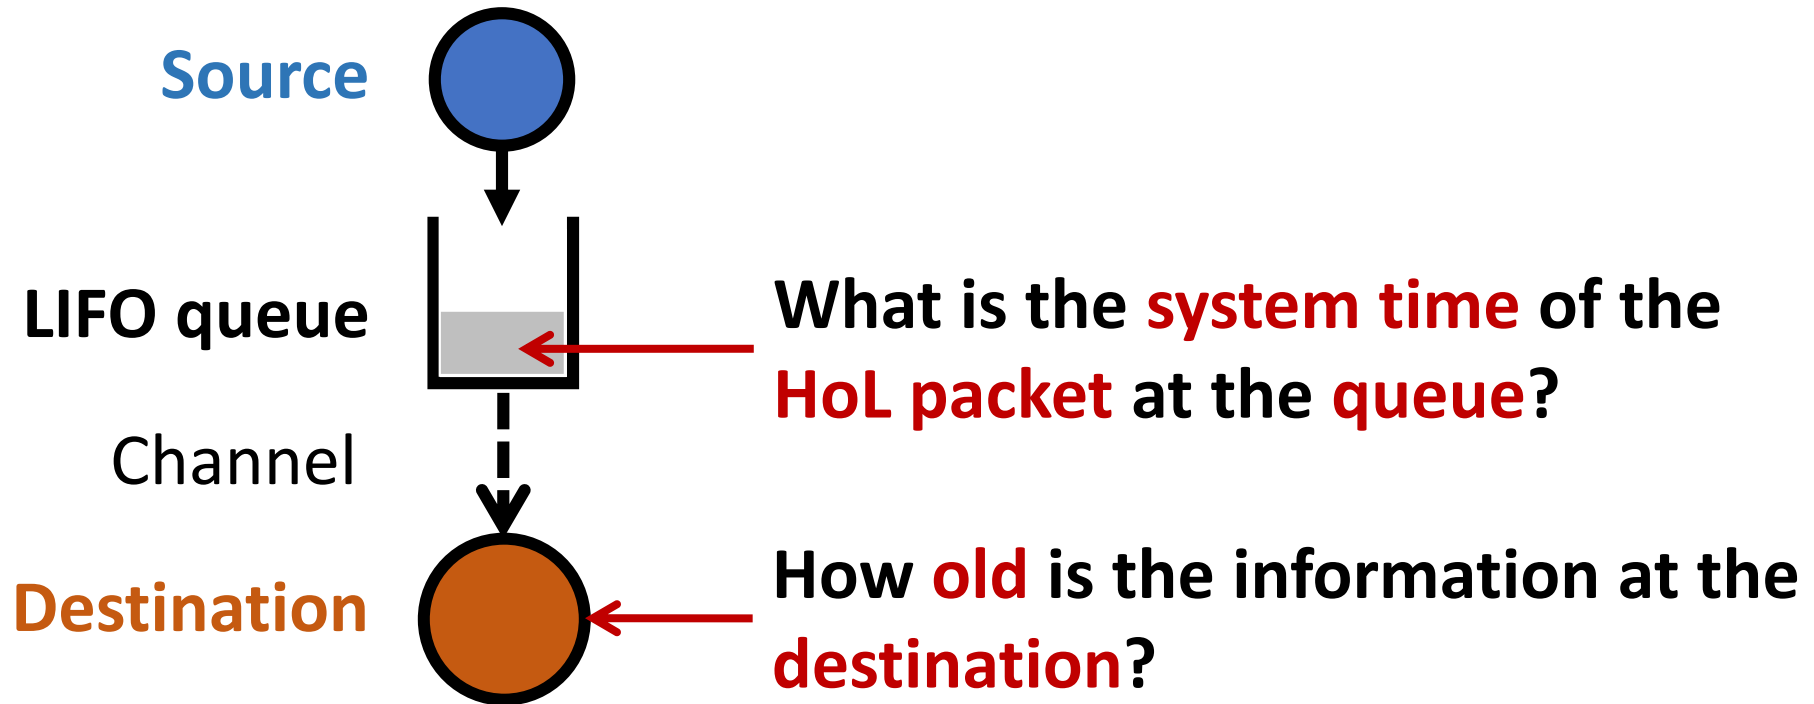 Source
LIFO queue
What is the system time of the
HoL packet at the queue?
Channel
Destination
How old is the information at the
destination?